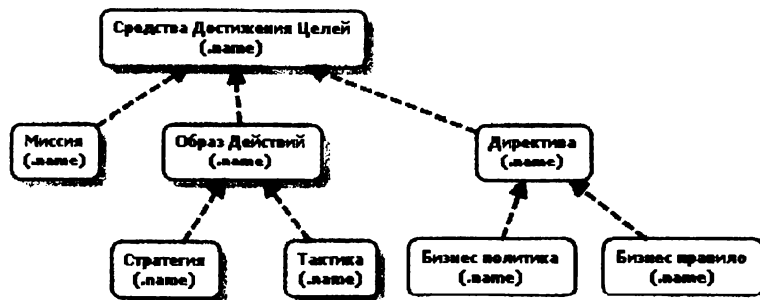 Средства Достижения Целей
(.name)
Миссия
(.name)
Образ Действий
(.name)
Директива
(.name)
Стратегия
(.name)
Тактика
(.name)
Бизнес политика
(.name)
Бизнес правило
(.name)